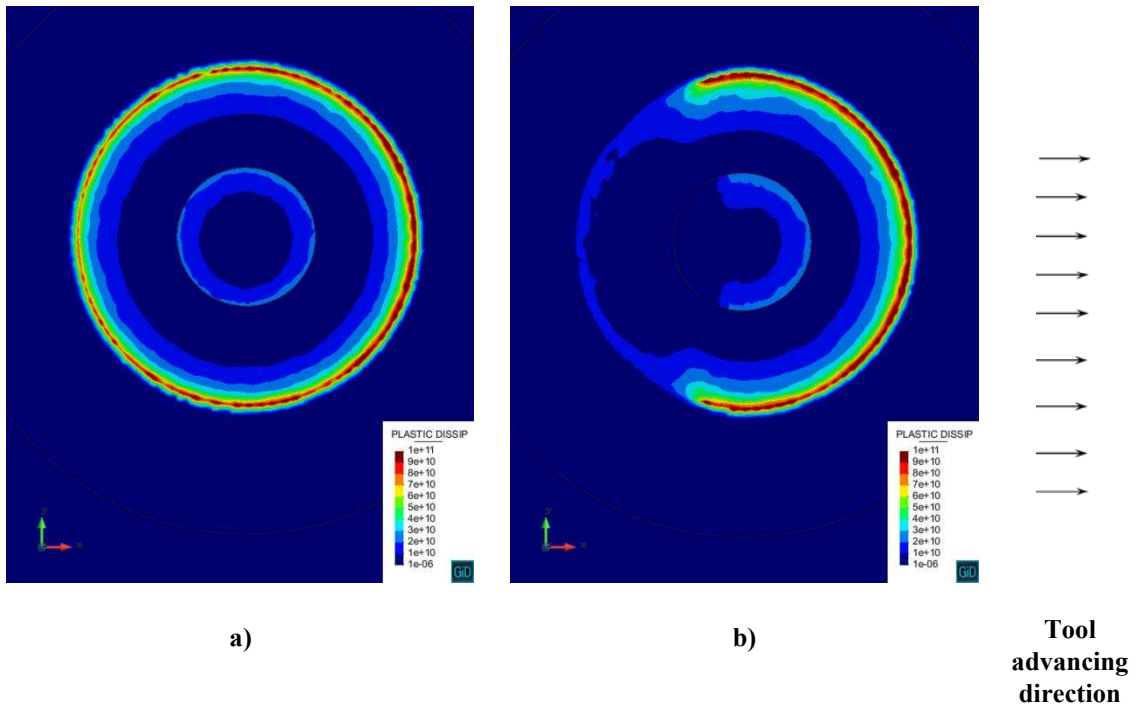 PLASTIC DISSIP
1e+11
9e+10
8e+10
7e+10
6e+10
5e+10
4e+10
3e+10
2e+10
1e+10
1e-06
y
x
GiD
a)
PLASTIC DISSIP
1e+11
9e+10
8e+10
7e+10
6e+10
5e+10
4e+10
3e+10
2e+10
1e+10
1e-06
y
x
GiD
b)
Tool
advancing
direction